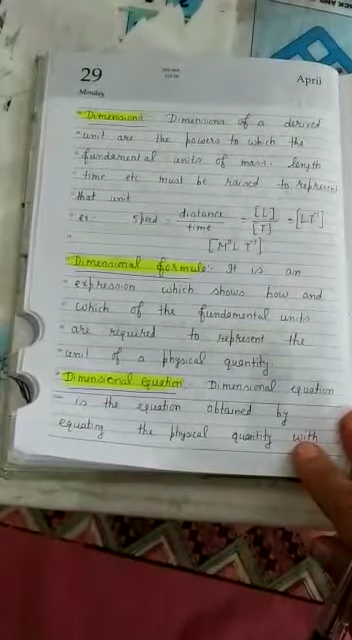 29
April
Monday
Dimensions Dimensions of a derived
unit are the powers to which the
fundamental units of mass. length
time etc must be raised to represent
that unit
ex. Speed = distance/time = [L]/[T] = [LT⁻¹]
[M⁰L T⁻¹]
Dimensional formule:- It is an
expression which shows how and
which of the fundamental units
are required to represent the
unit of a physical quantity.
Dimensional equation Dimensional equation
is the equation obtained by
equating the physical quantity with